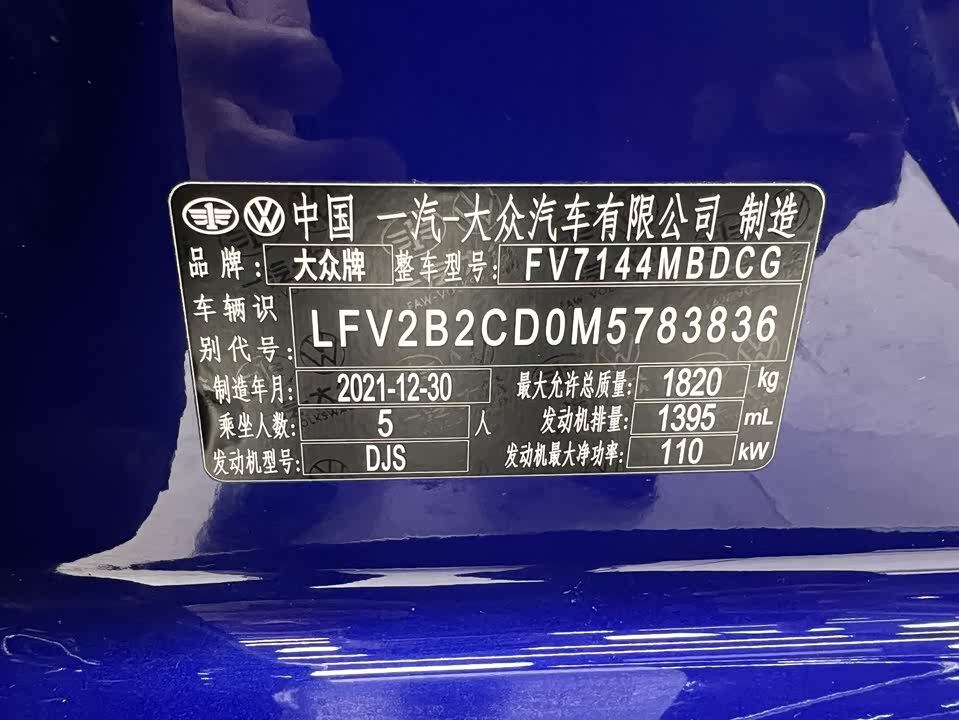 中国 一汽-大众汽车有限公司 制造
品牌: 大众牌 整车型号: FV7144MBDCG
车辆识别代号: LFV2B2CD0M5783836
制造年月: 2021-12-30 最大允许总质量: 1820 kg
乘坐人数: 5 人 发动机排量: 1395 mL
发动机型号: DJS 发动机最大净功率: 110 kW